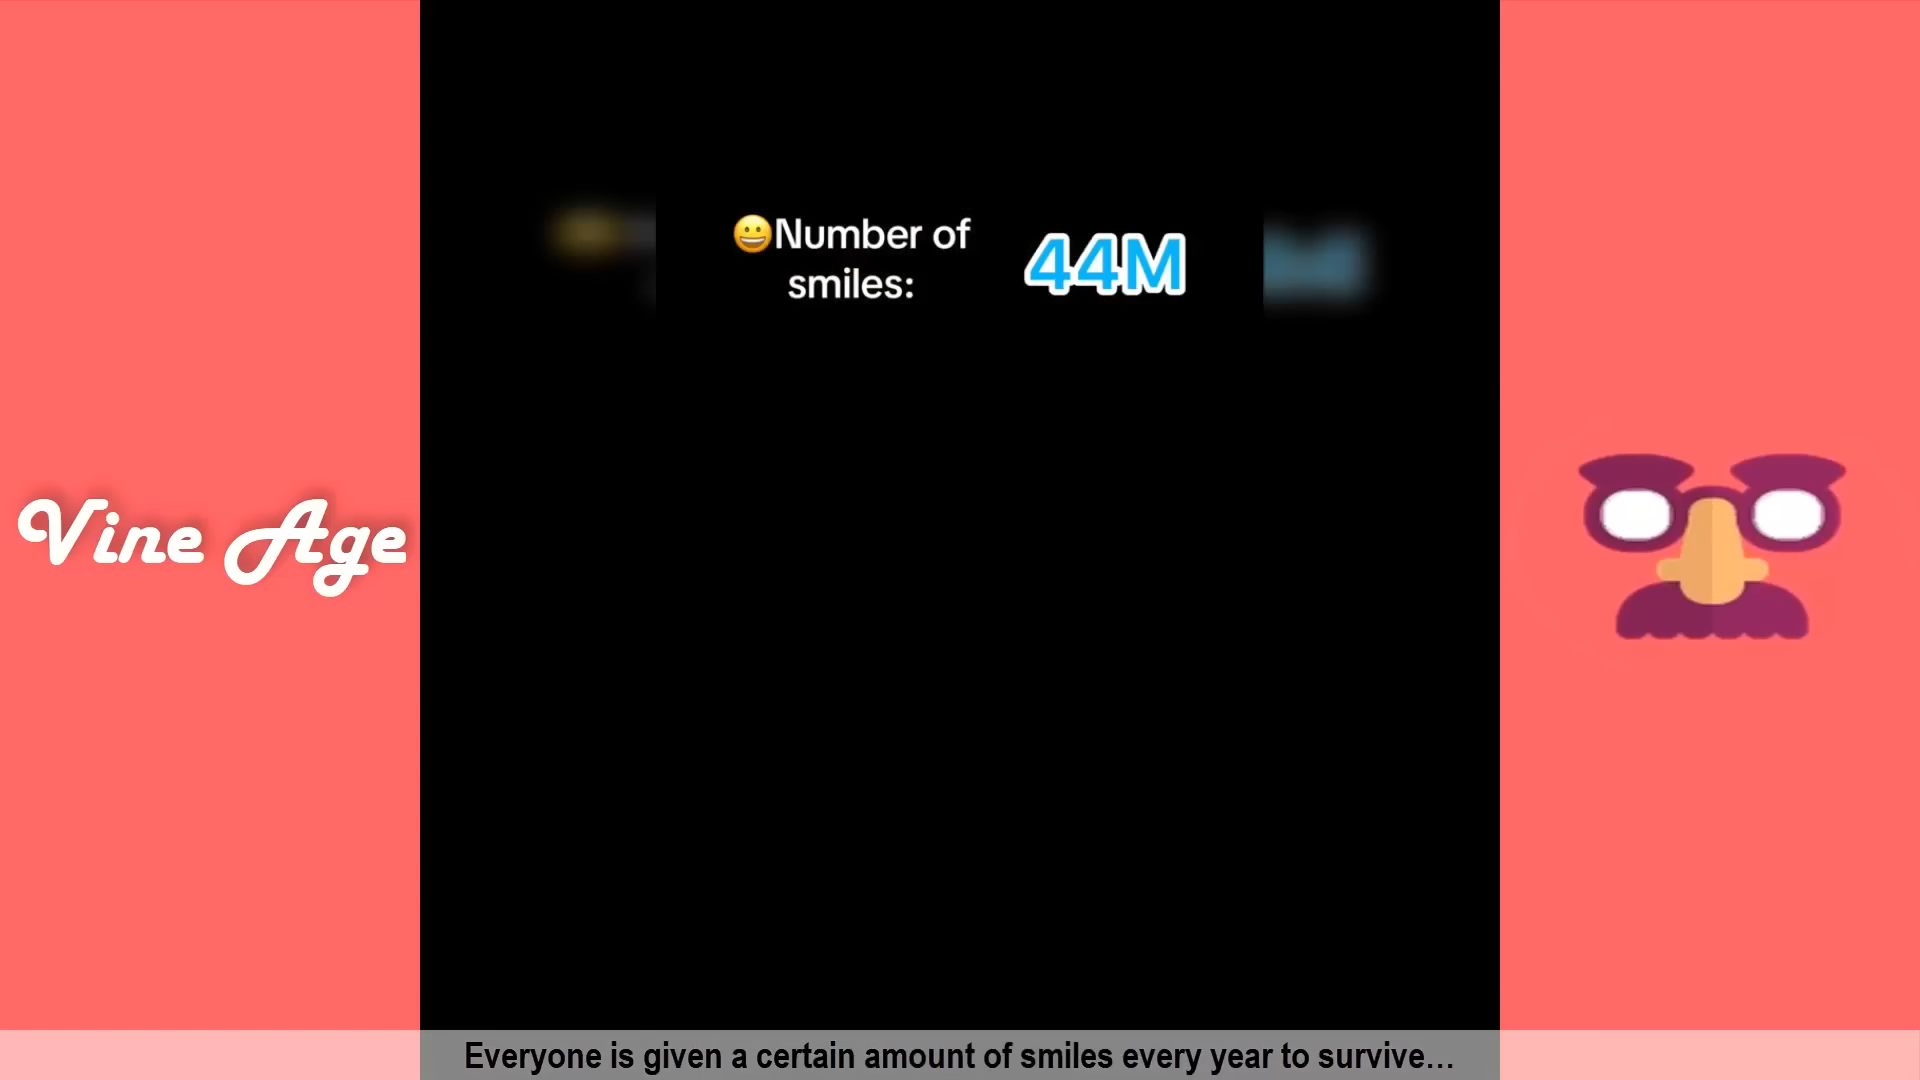 😀Number of
smiles:
44M
Vine Age
Everyone is given a certain amount of smiles every year to survive…